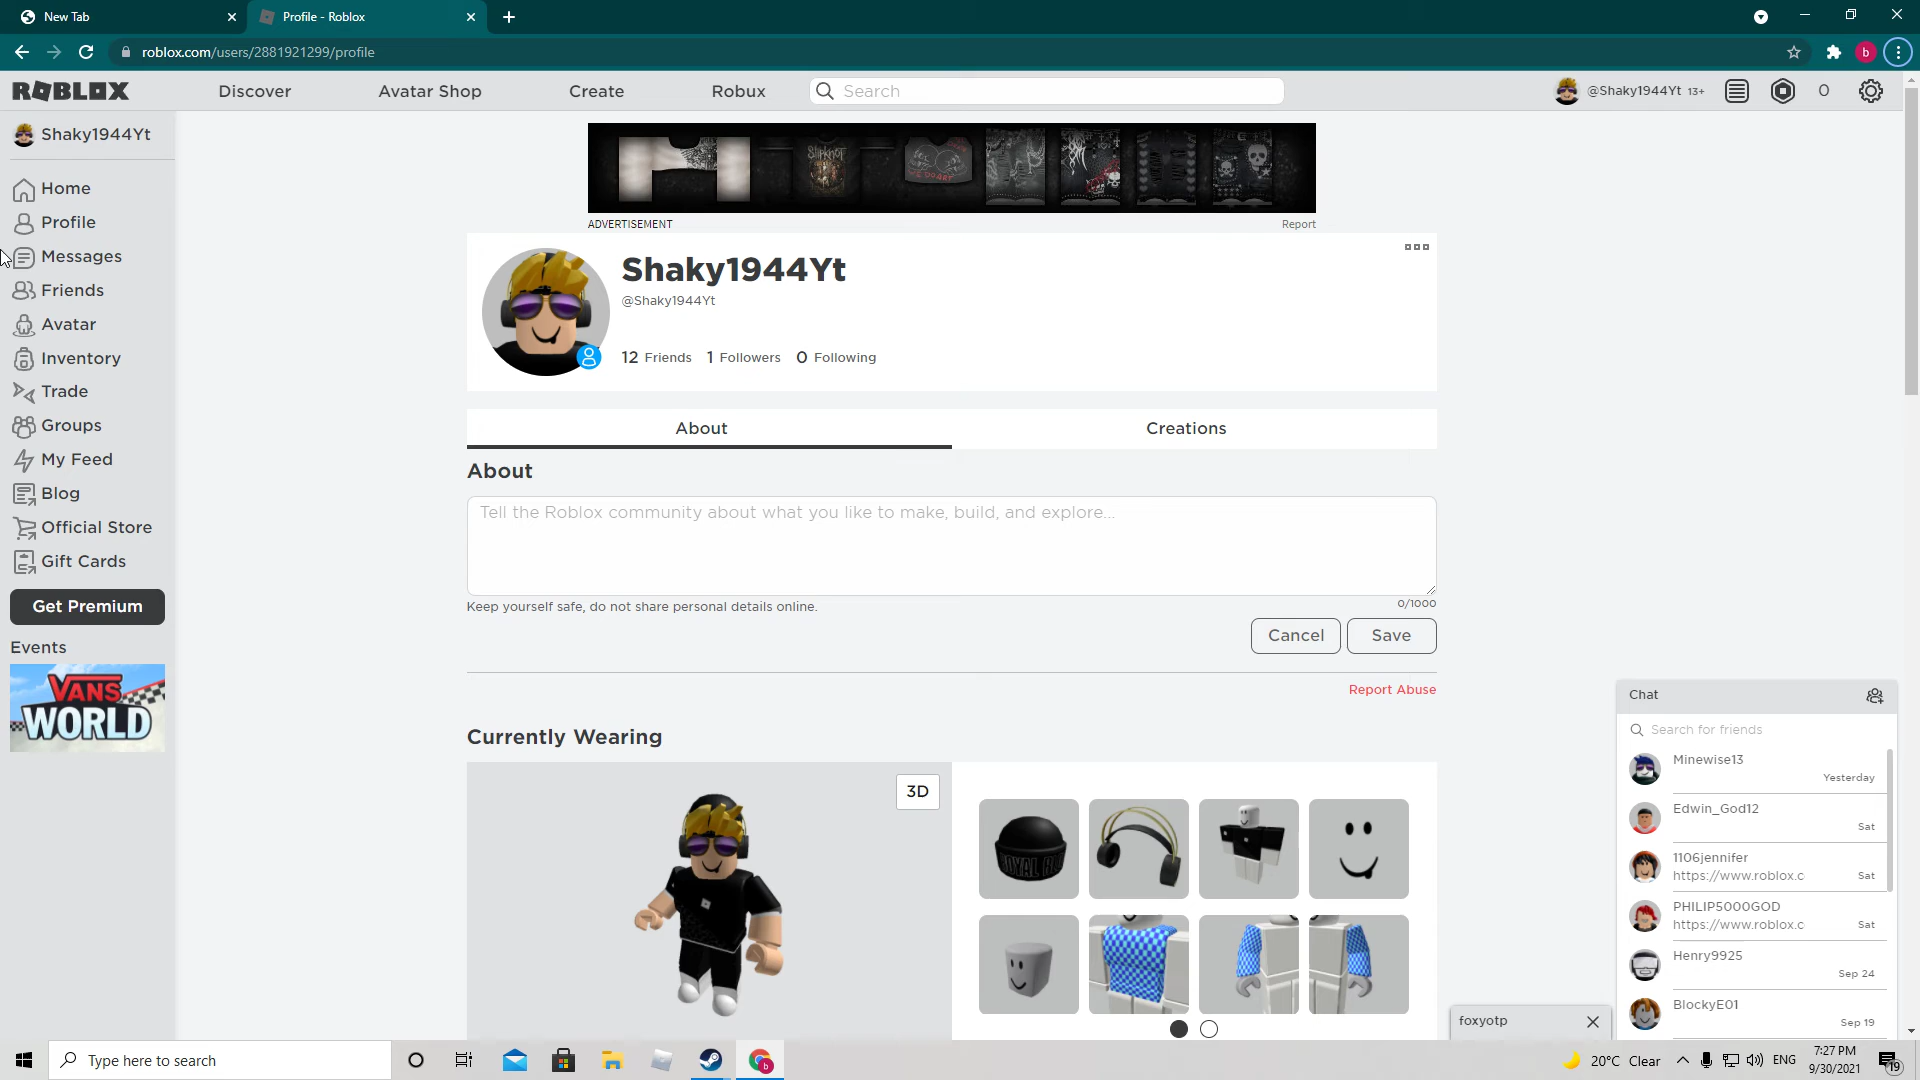 New Tab
Profile - Roblox
roblox.com/users/2881921299/profile
b
ROBLOX
Discover
Avatar Shop
Create
Robux
Search
@Shaky1944Yt 13+
0
Shaky1944Yt
Home
Profile
Messages
Friends
Avatar
Inventory
Trade
Groups
My Feed
Blog
Official Store
Gift Cards
Get Premium
Events
VANS
WORLD
SLIPKNOT
ADVERTISEMENT
Report
Shaky1944Yt
@Shaky1944Yt
12 Friends 1 Followers 0 Following
About
Creations
About
Tell the Roblox community about what you like to make, build, and explore...
Keep yourself safe, do not share personal details online.
0/1000
Cancel
Save
Report Abuse
Currently Wearing
3D
Chat
Search for friends
Minewise13
Yesterday
Edwin_God12
Sat
1106jennifer
https://www.roblox.c
Sat
PHILIP5000GOD
https://www.roblox.c
Sat
Henry9925
Sep 24
BlockyE01
Sep 19
foxyotp
Type here to search
b
20°C Clear
ENG
7:27 PM
9/30/2021
19